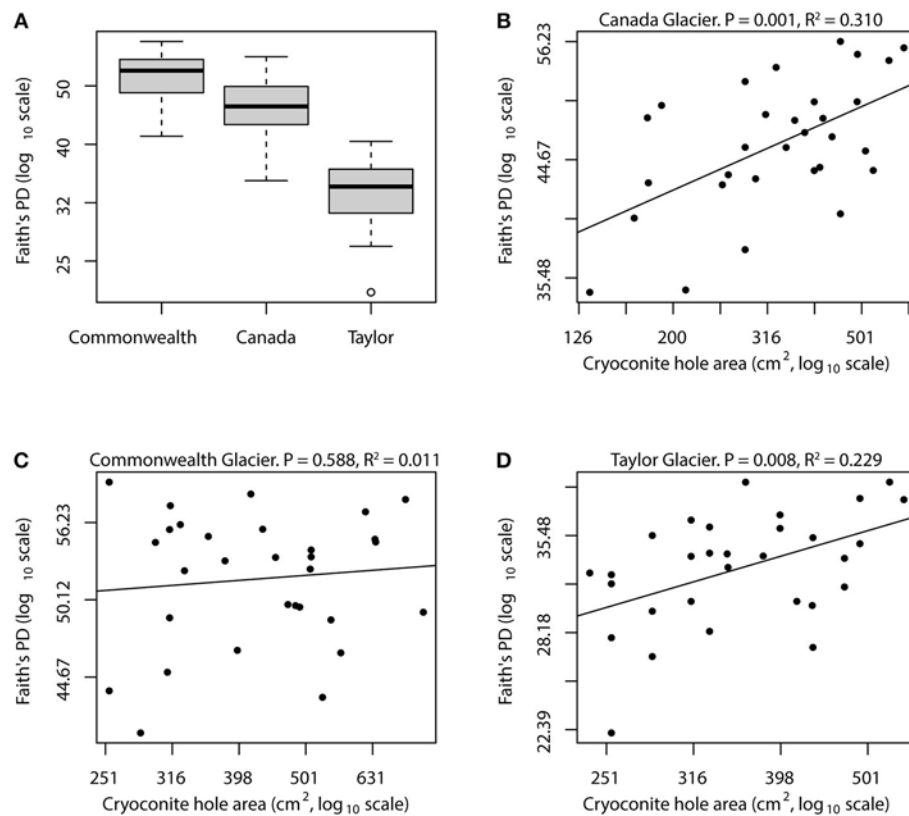 A
Faith's PD (log 10 scale)
50
40
32
25
Commonwealth
Canada
Taylor
B
Canada Glacier. P = 0.001, R² = 0.310
Faith's PD (log 10 scale)
56.23
44.67
35.48
126
200
316
501
Cryoconite hole area (cm², log₁₀ scale)
C
Commonwealth Glacier. P = 0.588, R² = 0.011
Faith's PD (log 10 scale)
56.23
50.12
44.67
251
316
398
501
631
Cryoconite hole area (cm², log₁₀ scale)
D
Taylor Glacier. P = 0.008, R² = 0.229
Faith's PD (log 10 scale)
35.48
28.18
22.39
251
316
398
501
Cryoconite hole area (cm², log₁₀ scale)